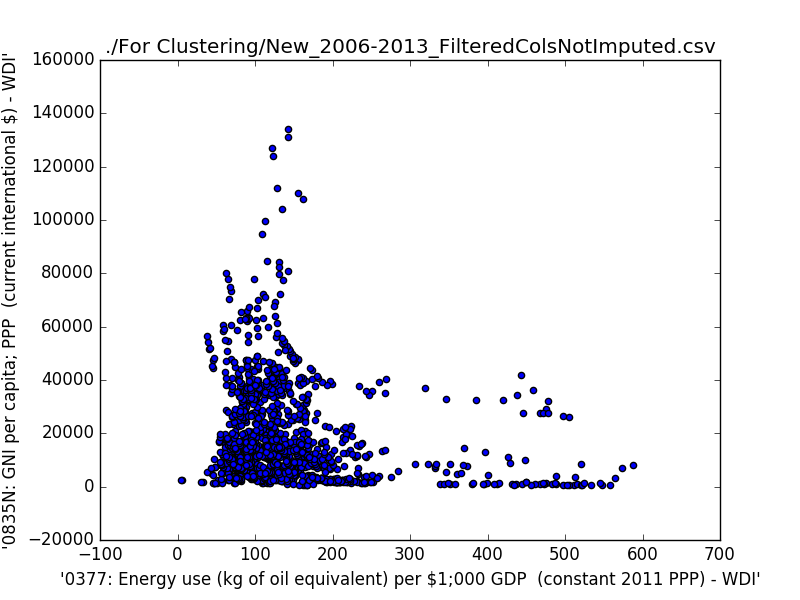 ./For Clustering/New_2006-2013_FilteredColsNotImputed.csv
'0835N: GNI per capita; PPP  (current international $) - WDI'
160000
140000
120000
100000
80000
60000
40000
20000
0
−20000
−100 0 100 200 300 400 500 600 700
'0377: Energy use (kg of oil equivalent) per $1;000 GDP  (constant 2011 PPP) - WDI'